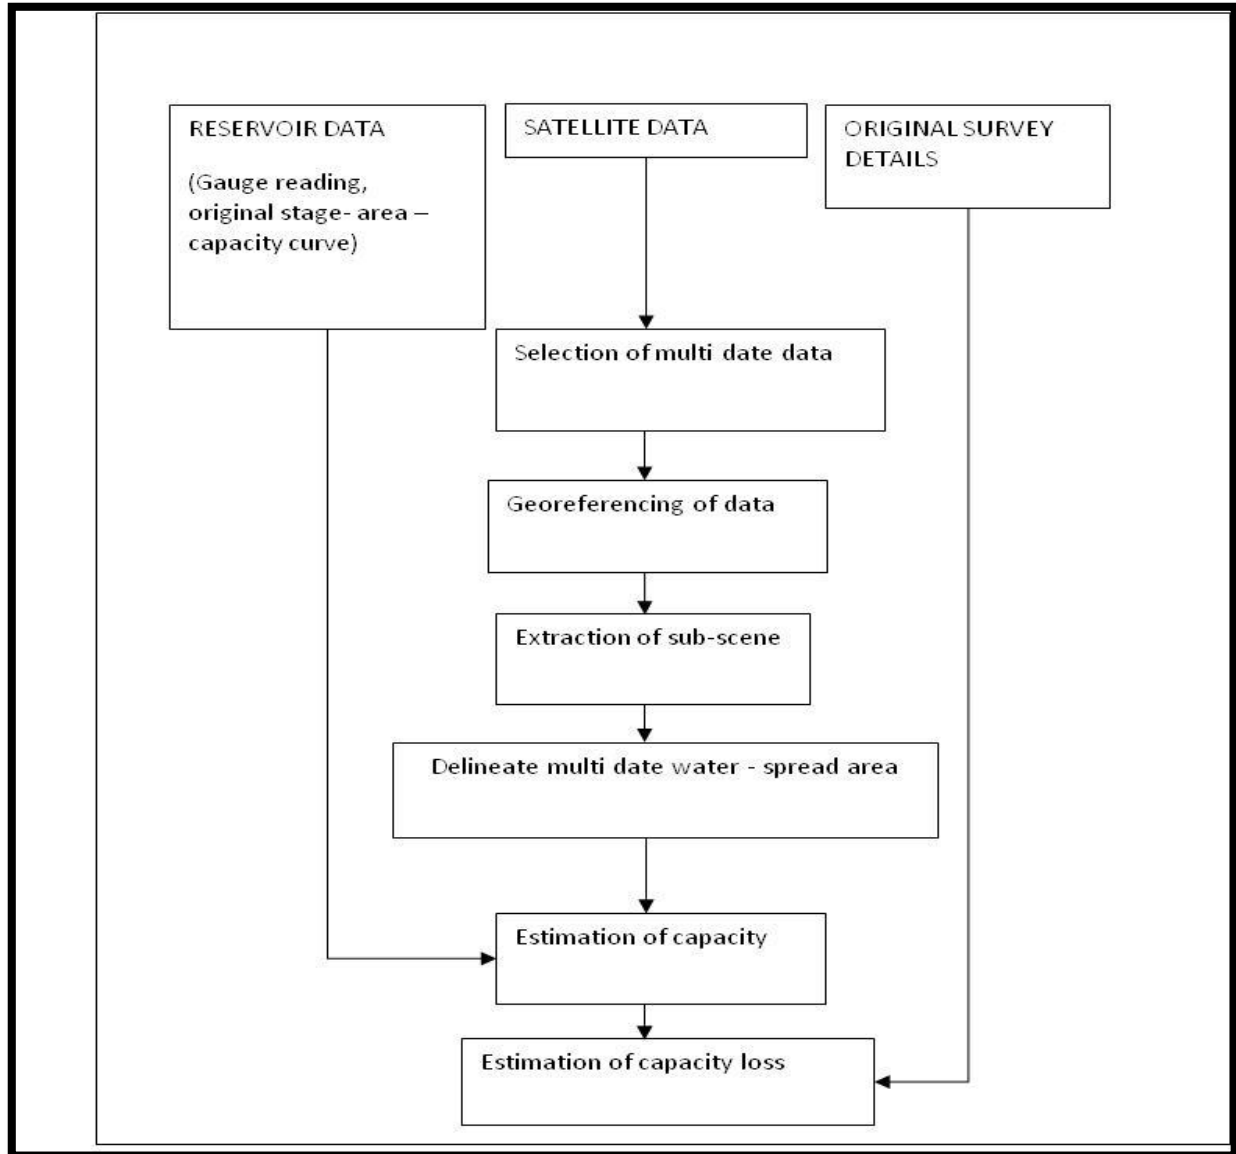 RESERVOIR DATA
(Gauge reading,
original stage- area –
capacity curve)
SATELLITE DATA
ORIGINAL SURVEY
DETAILS
Selection of multi date data
Georeferencing of data
Extraction of sub-scene
Delineate multi date water - spread area
Estimation of capacity
Estimation of capacity loss